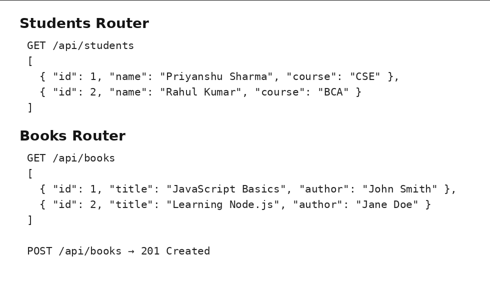 Students Router
GET /api/students
[
{ "id": 1, "name": "Priyanshu Sharma", "course": "CSE" },
{ "id": 2, "name": "Rahul Kumar", "course": "BCA" }
]
Books Router
GET /api/books
[
{ "id": 1, "title": "JavaScript Basics", "author": "John Smith" },
{ "id": 2, "title": "Learning Node.js", "author": "Jane Doe" }
]
POST /api/books → 201 Created